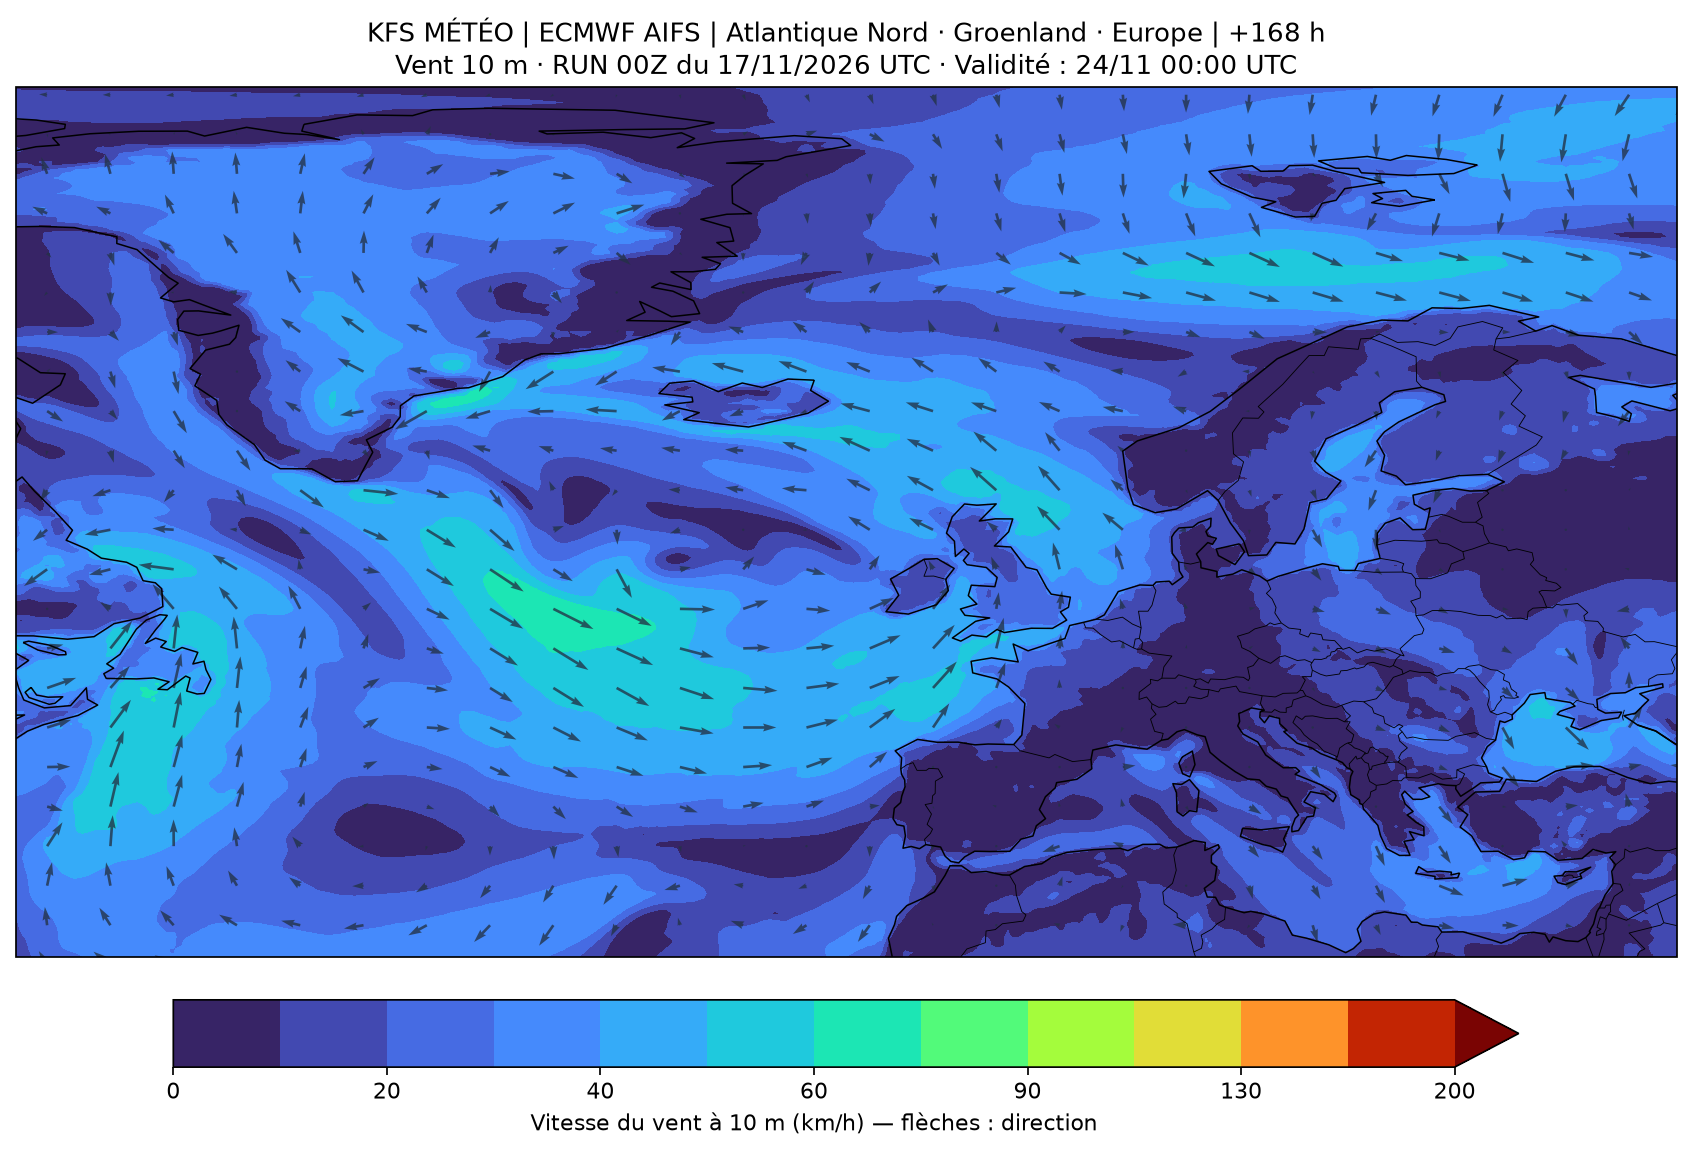 KFS MÉTÉO | ECMWF AIFS | Atlantique Nord · Groenland · Europe | +168 h
Vent 10 m · RUN 00Z du 17/11/2026 UTC · Validité : 24/11 00:00 UTC
0 20 40 60 90 130 200
Vitesse du vent à 10 m (km/h) — flèches : direction